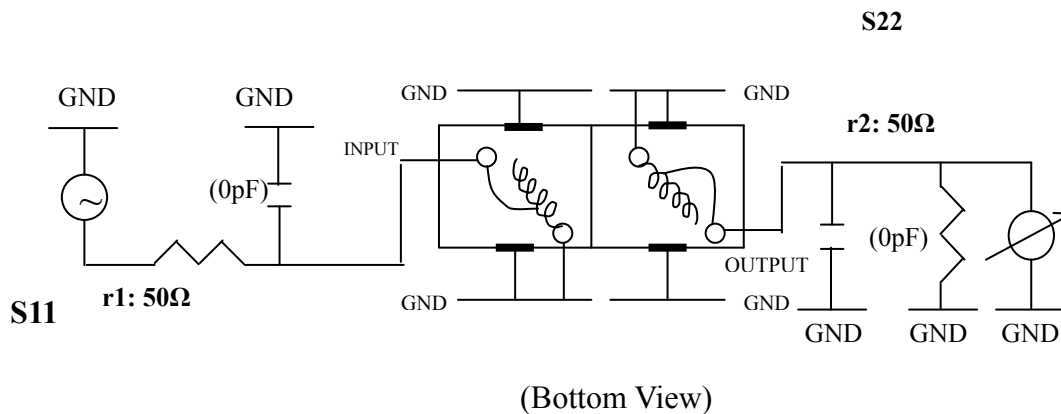 S22
GND
GND
GND
GND
r2: 50Ω
INPUT
(0pF)
(0pF)
OUTPUT
r1: 50Ω
S11
GND
GND
GND
GND
GND
(Bottom View)